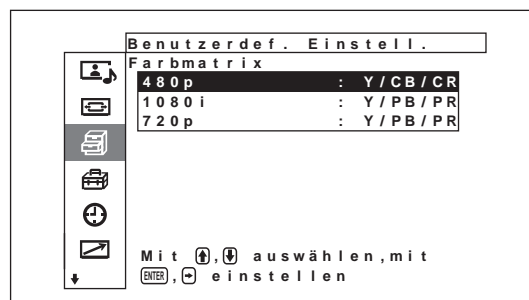 Benutzerdef. Einstell.
Farbmatrix
480p : Y/CB/CR
1080i : Y/PB/PR
720p : Y/PB/PR
Mit ↑,↓ auswählen,mit
ENTER,→ einstellen